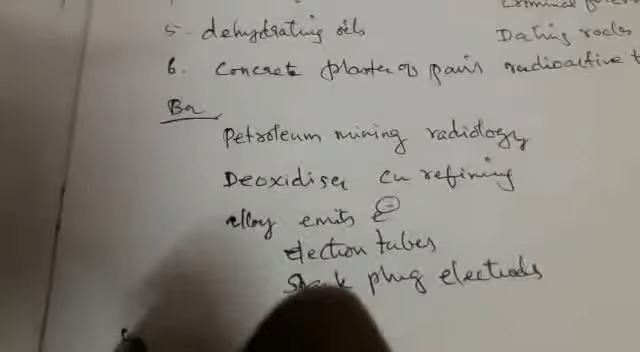 5. dehydrating oils
Dating rocks
6. Concrete plaster of paris radioactive t
Ba
Petroleum mining radiology
Deoxidiser Cu refining
alloy emits e⊖
electron tubes
plug electrods